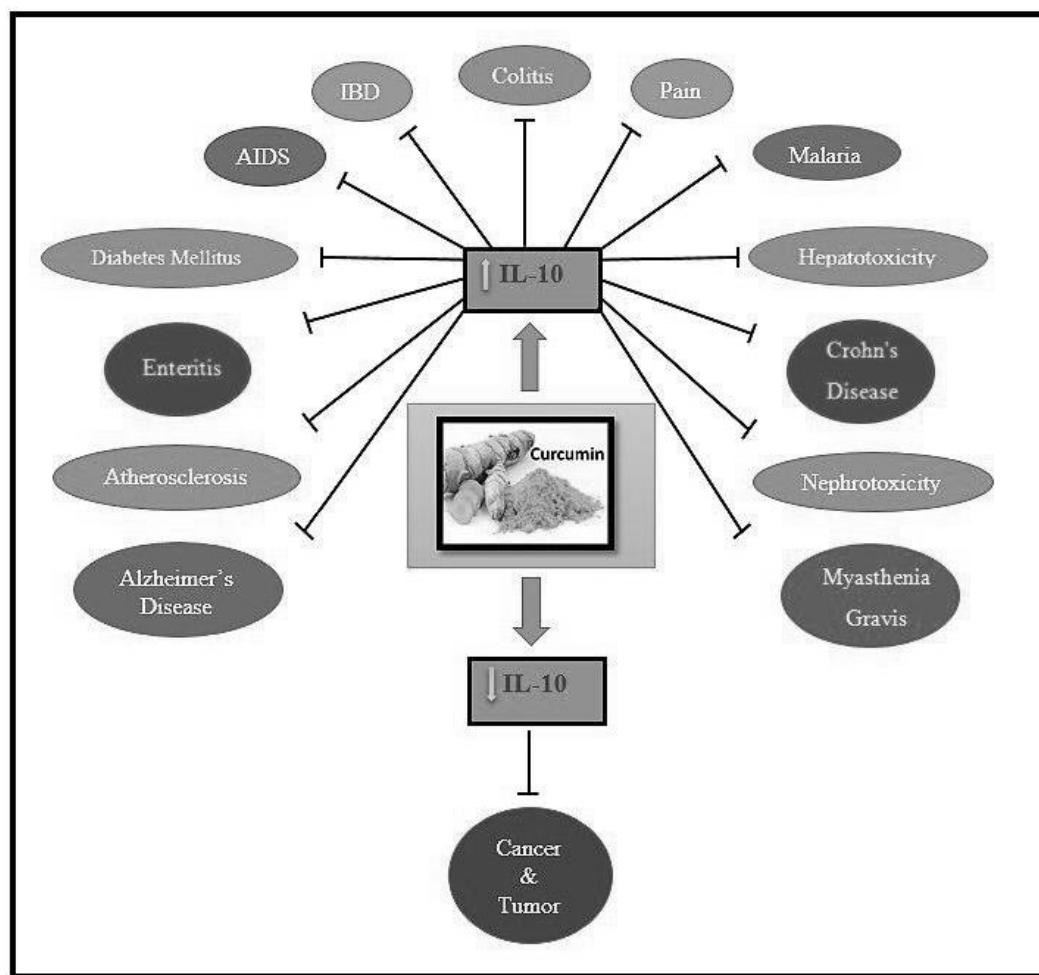 Colitis
IBD
Pain
AIDS
Malaria
Diabetes Mellitus
Hepatotoxicity
IL-10
Enteritis
Crohn's
Disease
Curcumin
Atherosclerosis
Nephrotoxicity
Alzheimer's
Disease
Myasthenia
Gravis
IL-10
Cancer
&
Tumor